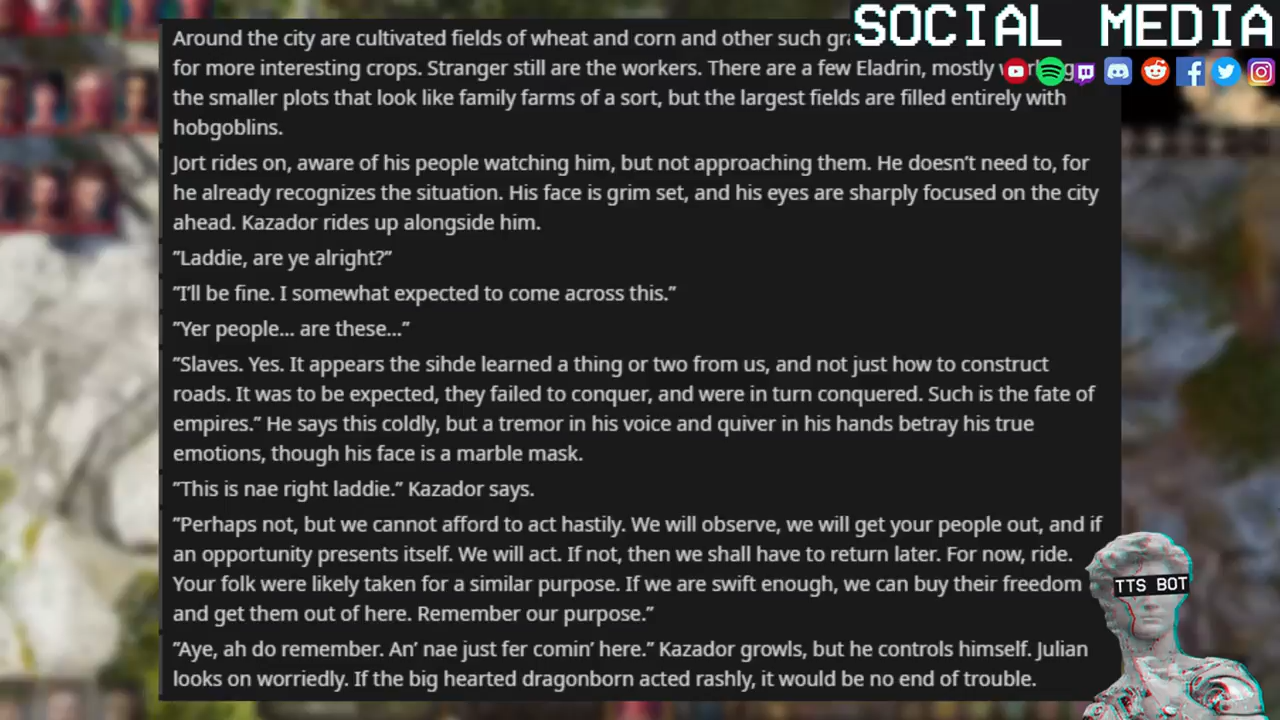 SOCIAL MEDIA
Around the city are cultivated fields of wheat and corn and other such
for more interesting crops. Stranger still are the workers. There are a few Eladrin, mostly
the smaller plots that look like family farms of a sort, but the largest fields are filled entirely with
hobgoblins.
Jort rides on, aware of his people watching him, but not approaching them. He doesn't need to, for
he already recognizes the situation. His face is grim set, and his eyes are sharply focused on the city
ahead. Kazador rides up alongside him.
"Laddie, are ye alright?"
"I'll be fine. I somewhat expected to come across this."
"Yer people... are these..."
"Slaves. Yes. It appears the sihde learned a thing or two from us, and not just how to construct
roads. It was to be expected, they failed to conquer, and were in turn conquered. Such is the fate of
empires." He says this coldly, but a tremor in his voice and quiver in his hands betray his true
emotions, though his face is a marble mask.
"This is nae right laddie." Kazador says.
"Perhaps not, but we cannot afford to act hastily. We will observe, we will get your people out, and if
an opportunity presents itself. We will act. If not, then we shall have to return later. For now, ride.
Your folk were likely taken for a similar purpose. If we are swift enough, we can buy their freedom
and get them out of here. Remember our purpose."
"Aye, ah do remember. An' nae just fer comin' here." Kazador growls, but he controls himself. Julian
looks on worriedly. If the big hearted dragonborn acted rashly, it would be no end of trouble.
TTS BOT